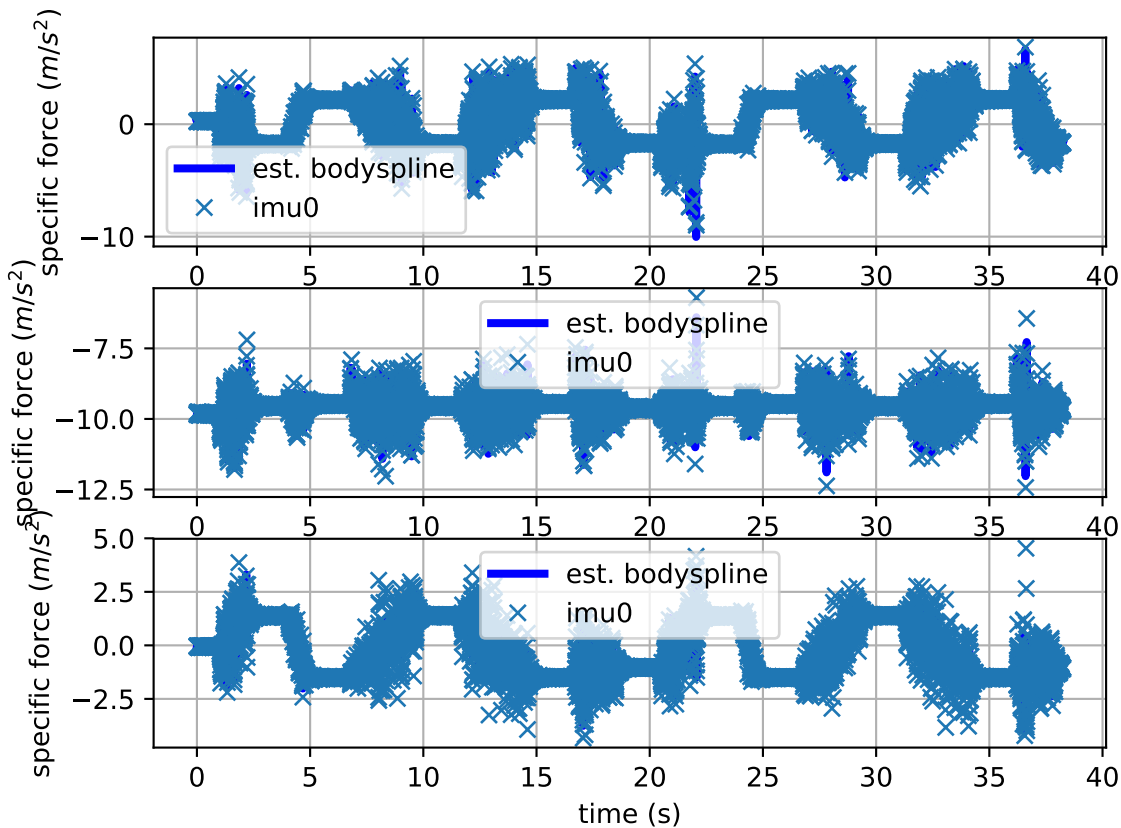 specific force (m/s²)
0
−10
est. bodyspline
imu0
0 5 10 15 20 25 30 35 40
specific force (m/s²)
−7.5
−10.0
−12.5
est. bodyspline
imu0
0 5 10 15 20 25 30 35 40
specific force (m/s²)
5.0
2.5
0.0
−2.5
est. bodyspline
imu0
0 5 10 15 20 25 30 35 40
time (s)